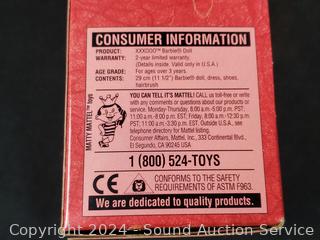 CONSUMER INFORMATION
PRODUCT: XXXOOO™ Barbie® Doll
WARRANTY: 2-year limited warranty.
(Details inside. Valid only in U.S.A.)
AGE GRADE: For ages over 3 years.
CONTENTS: 29 cm (11 1/2") Barbie® doll, dress, shoes,
hairbrush
MATTY MATTEL™ toys
YOU CAN TELL IT'S MATTEL! CALL or write with
any comments or questions about our products or
service. Monday-Thursday, 8:00 a.m. - 5:00 p.m. PST;
11:00 a.m.-8:00 p.m. EST; Friday, 8:00 a.m.-12:30 p.m.
PST; 11:00 a.m.-3:30 p.m. EST. Outside U.S.A., see
telephone directory for Mattel listing.
Consumer Affairs, Mattel, Inc., 333 Continental Blvd.,
El Segundo, CA 90245 USA
1 (800) 524-TOYS
CE CONFORMS TO THE SAFETY
REQUIREMENTS OF ASTM F963.
We are dedicated to quality products.
Copyright 2024 - Sound Auction Service